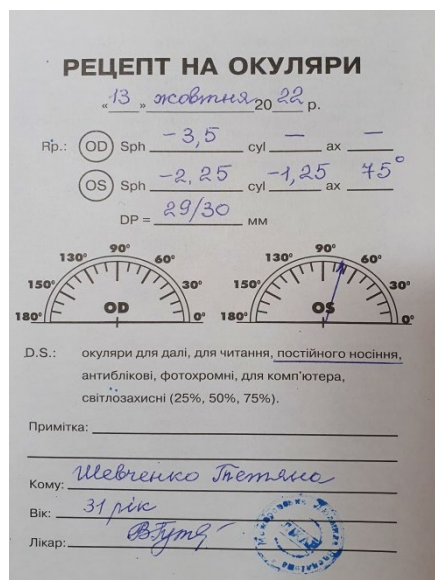 РЕЦЕПТ НА ОКУЛЯРИ
«13» жовтня 2022 р.
Rp.: OD Sph -3,5 cyl — ax —
OS Sph -2,25 cyl -1,25 ax 75°
DP = 29/30 мм
180° 150° 130° 90° 60° 30° 0° OD
180° 150° 130° 90° 60° 30° 0° OS
D.S.: окуляри для далі, для читання, постійного носіння,
антиблікові, фотохромні, для комп'ютера,
світлозахисні (25%, 50%, 75%).
Примітка:
Кому: Шевченко Тетяна
Вік: 31 рік
Лікар: